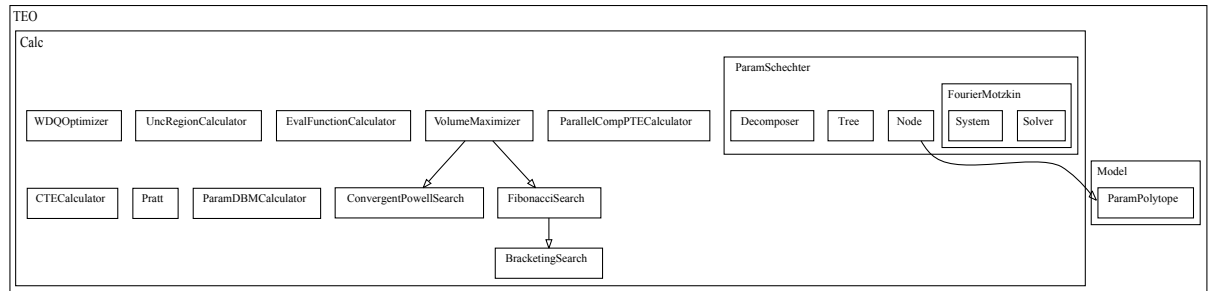 TEO
Calc
ParamSchechter
FourierMotzkin
WDQOptimizer
UncRegionCalculator
EvalFunctionCalculator
VolumeMaximizer
ParallelCompPTECalculator
Decomposer
Tree
Node
System
Solver
Model
CTECalculator
Pratt
ParamDBMCalculator
ConvergentPowellSearch
FibonacciSearch
ParamPolytope
BracketingSearch